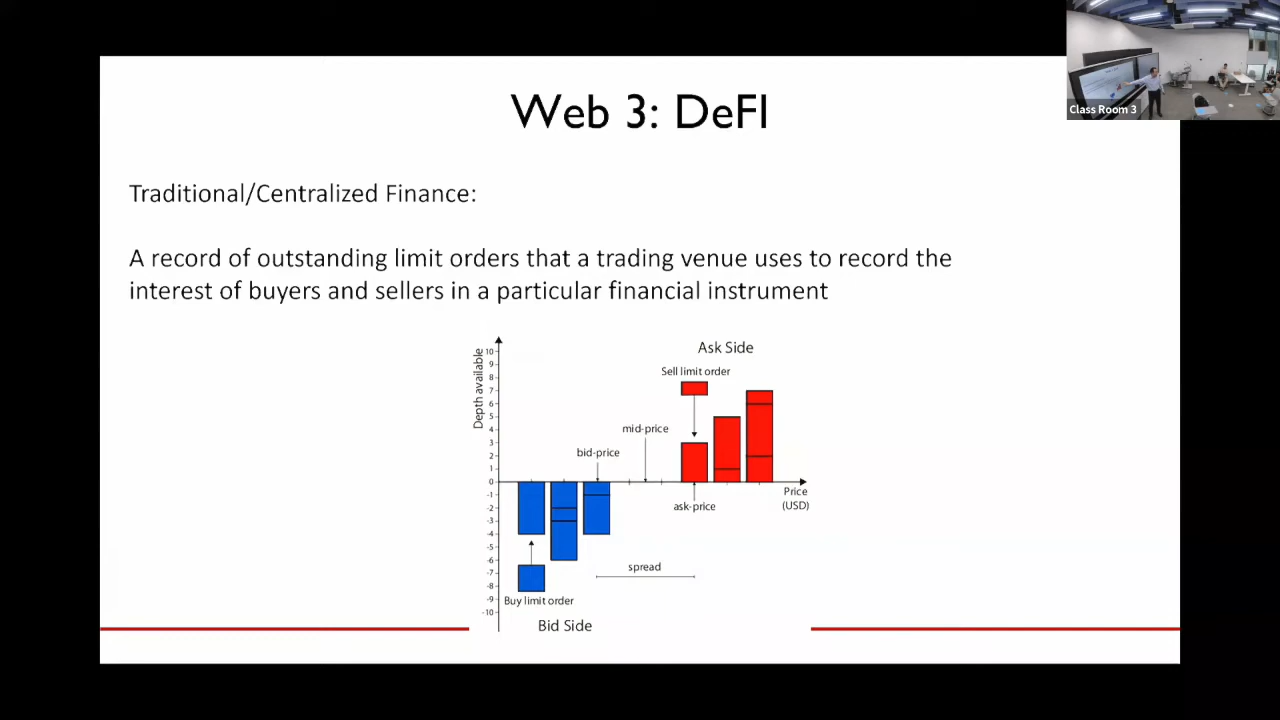 Web 3: DeFI
Class Room 3
Traditional/Centralized Finance:
A record of outstanding limit orders that a trading venue uses to record the
interest of buyers and sellers in a particular financial instrument
Ask Side
Sell limit order
Depth available
10
9
8
7
6
5
4
3
2
1
0
-1
-2
-3
-4
-5
-6
-7
-8
-9
-10
mid-price
bid-price
Price
(USD)
ask-price
spread
Buy limit order
Bid Side